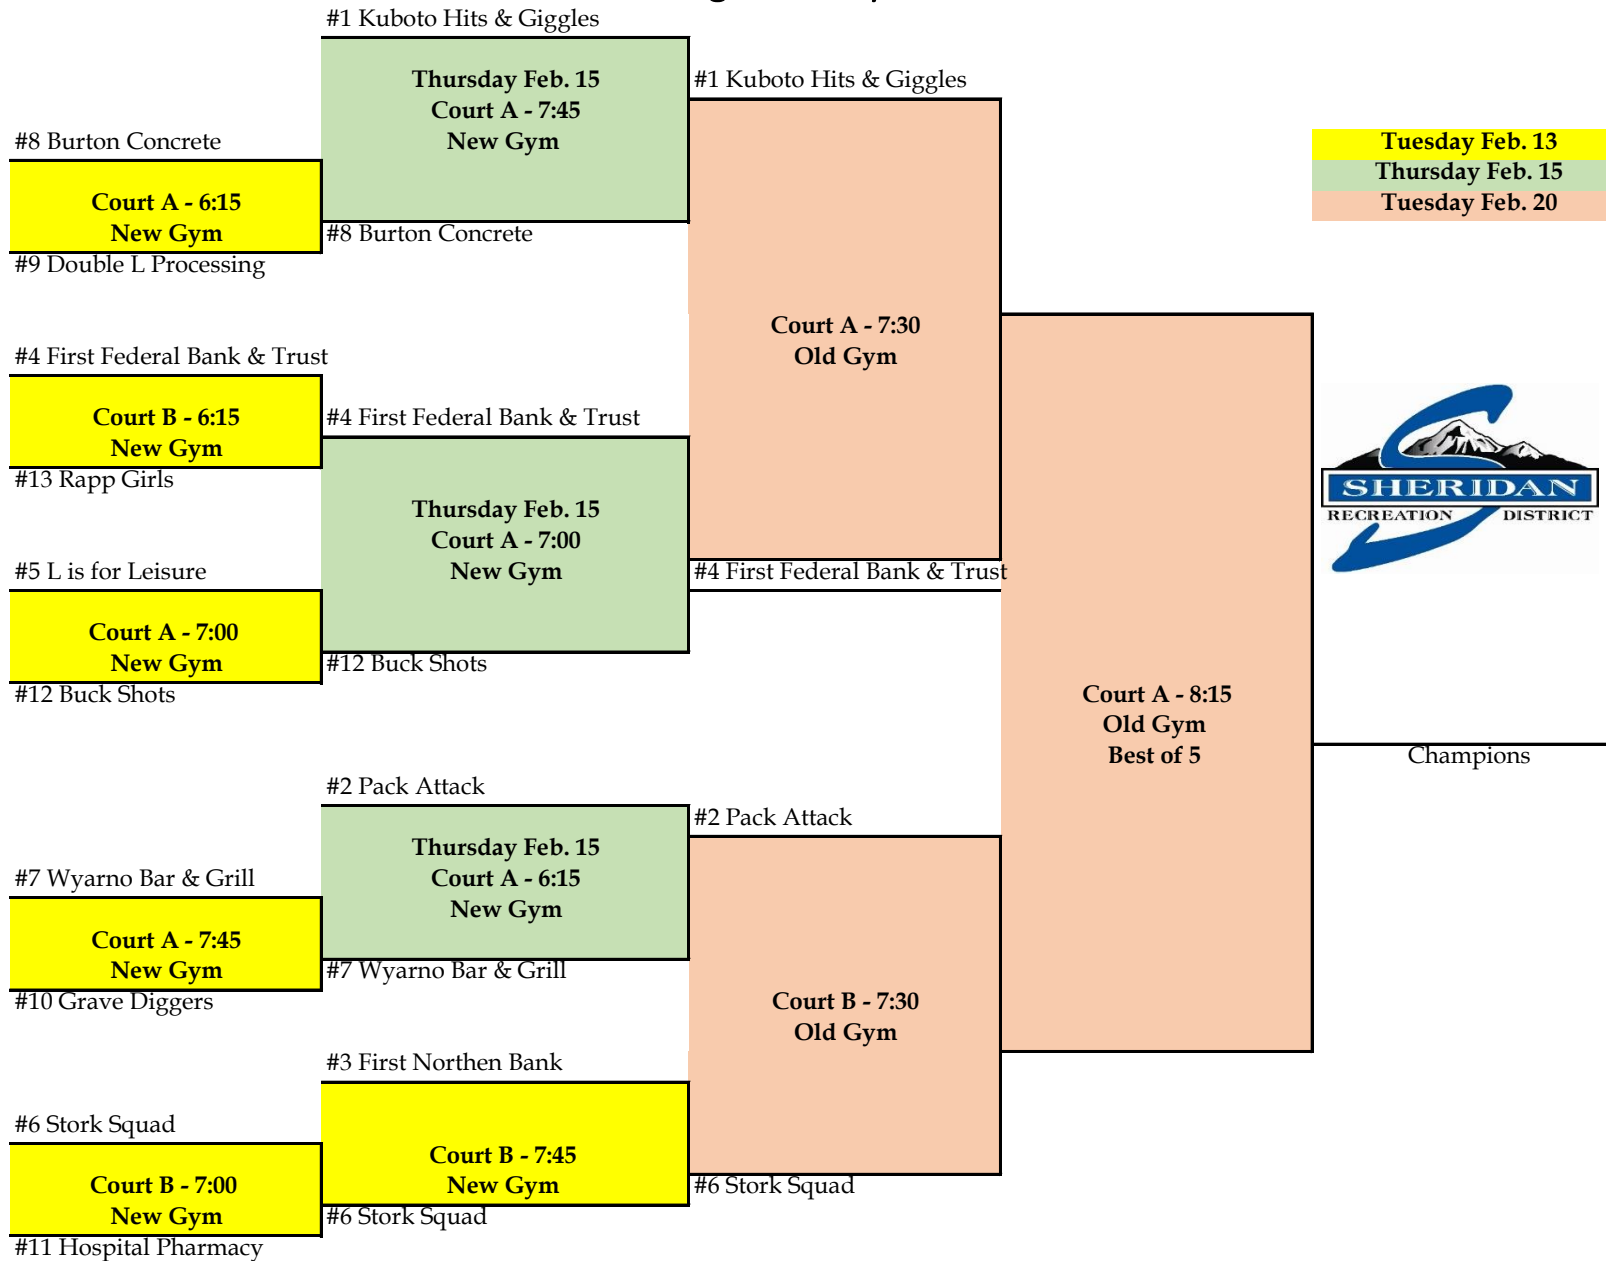 #1 Kuboto Hits & Giggles
Thursday Feb. 15
Court A - 7:45
New Gym
#1 Kuboto Hits & Giggles
#8 Burton Concrete
Court A - 6:15
New Gym
#9 Double L Processing
#8 Burton Concrete
Tuesday Feb. 13
Thursday Feb. 15
Tuesday Feb. 20
Court A - 7:30
Old Gym
#4 First Federal Bank & Trust
Court B - 6:15
New Gym
#13 Rapp Girls
#4 First Federal Bank & Trust
Thursday Feb. 15
Court A - 7:00
New Gym
#4 First Federal Bank & Trust
SHERIDAN
RECREATION DISTRICT
#5 L is for Leisure
Court A - 7:00
New Gym
#12 Buck Shots
#12 Buck Shots
Court A - 8:15
Old Gym
Best of 5
Champions
#2 Pack Attack
Thursday Feb. 15
Court A - 6:15
New Gym
#2 Pack Attack
#7 Wyarno Bar & Grill
Court A - 7:45
New Gym
#10 Grave Diggers
#7 Wyarno Bar & Grill
Court B - 7:30
Old Gym
#3 First Northen Bank
Court B - 7:45
New Gym
#6 Stork Squad
#6 Stork Squad
Court B - 7:00
New Gym
#11 Hospital Pharmacy
#6 Stork Squad